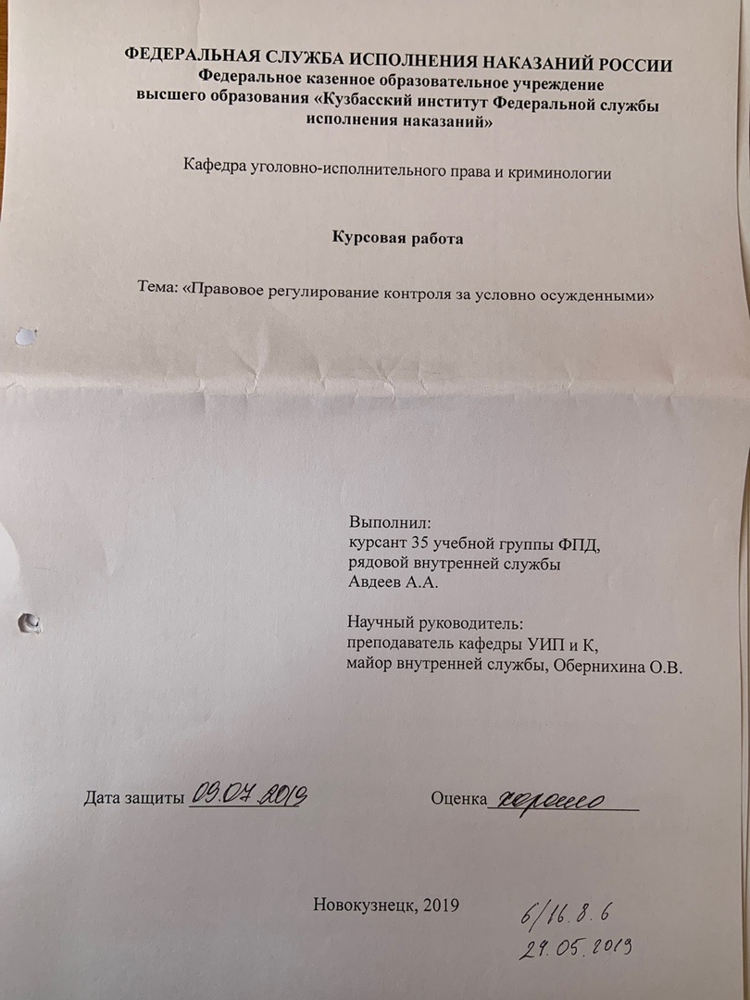 ФЕДЕРАЛЬНАЯ СЛУЖБА ИСПОЛНЕНИЯ НАКАЗАНИЙ РОССИИ
Федеральное казенное образовательное учреждение
высшего образования «Кузбасский институт Федеральной службы
исполнения наказаний»
Кафедра уголовно-исполнительного права и криминологии
Курсовая работа
Тема: «Правовое регулирование контроля за условно осужденными»
Выполнил:
курсант 35 учебной группы ФПД,
рядовой внутренней службы
Авдеев А.А.
Научный руководитель:
преподаватель кафедры УИП и К,
майор внутренней службы, Обернихина О.В.
Дата защиты 09.07.2019 Оценка хорошо
Новокузнецк, 2019
6/16.8.6
29.05.2019